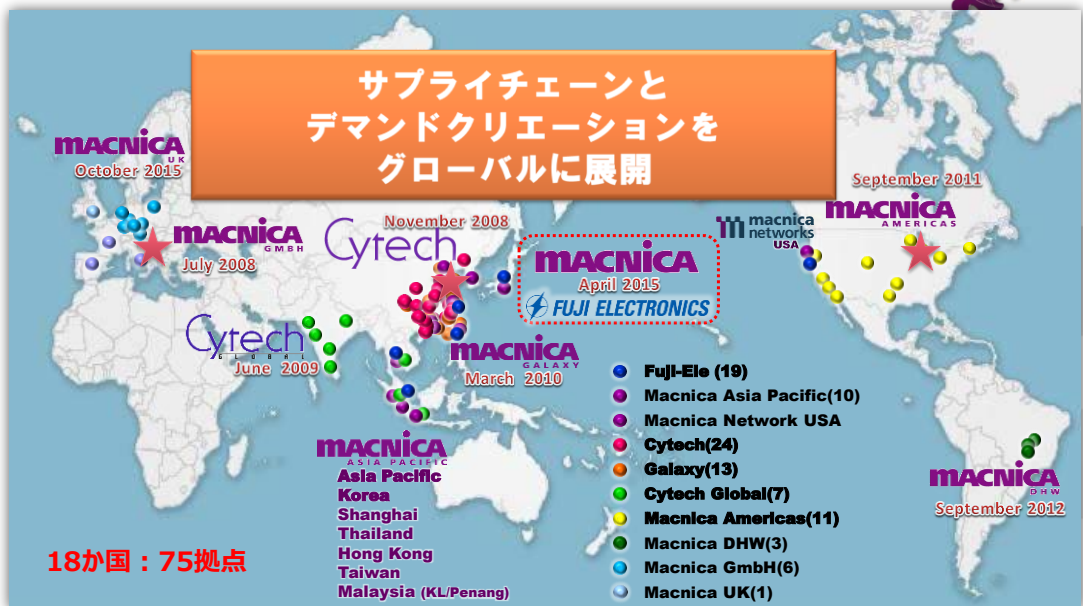 サプライチェーンと
デマンドクリエーションを
グローバルに展開
MACNICA
UK
October 2015
MACNICA
GMBH
July 2008
Cytech
November 2008
MACNICA
April 2015
FUJI ELECTRONICS
macnica
networks
USA
September 2011
MACNICA
AMERICAS
Cytech
GLOBAL
June 2009
MACNICA
GALAXY
March 2010
MACNICA
ASIA PACIFIC
Asia Pacific
Korea
Shanghai
Thailand
Hong Kong
Taiwan
Malaysia (KL/Penang)
Fuji-Ele (19)
Macnica Asia Pacific(10)
Macnica Network USA
Cytech(24)
Galaxy(13)
Cytech Global(7)
Macnica Americas(11)
Macnica DHW(3)
Macnica GmbH(6)
Macnica UK(1)
MACNICA
DHW
September 2012
18か国：75拠点